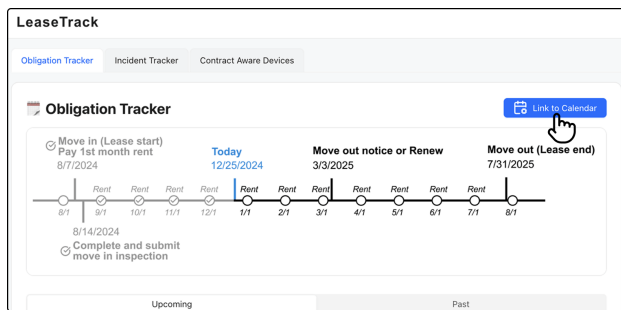 LeaseTrack
Obligation Tracker
Incident Tracker
Contract Aware Devices
Obligation Tracker
Link to Calendar
Move in (Lease start)
Pay 1st month rent
8/7/2024
Today
12/25/2024
Move out notice or Renew
3/3/2025
Move out (Lease end)
7/31/2025
Rent Rent Rent Rent Rent Rent Rent Rent Rent Rent Rent
8/1 9/1 10/1 11/1 12/1 1/1 2/1 3/1 4/1 5/1 6/1 7/1 8/1
8/14/2024
Complete and submit
move in inspection
Upcoming
Past